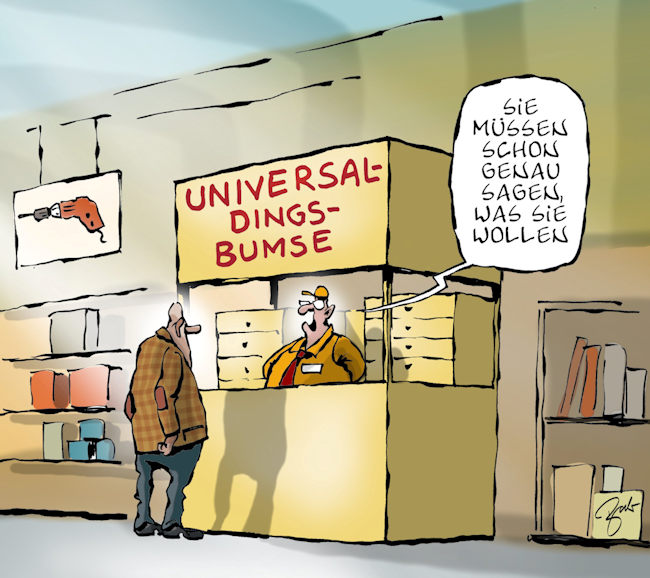 UNIVERSAL-
DINGS-
BUMSE
SIE
MÜSSEN
SCHON
GENAU
SAGEN,
WAS SIE
WOLLEN